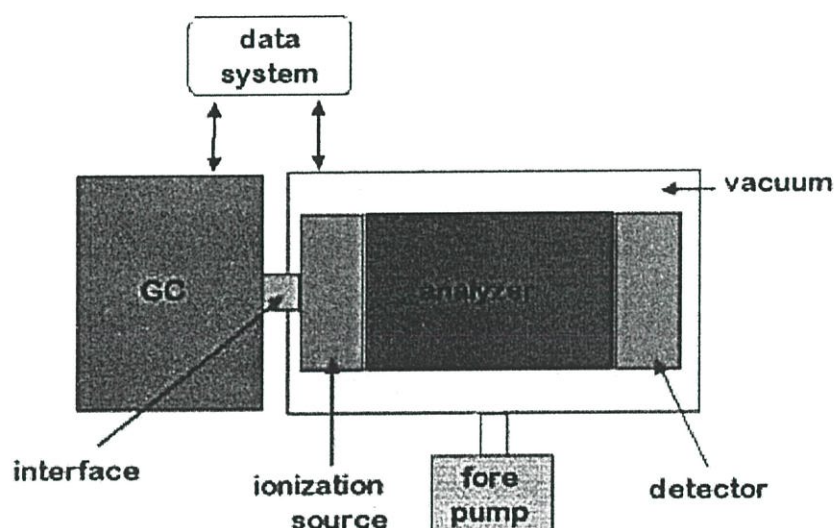 data
system
vacuum
GC
analyzer
interface
ionization
source
fore
pump
detector